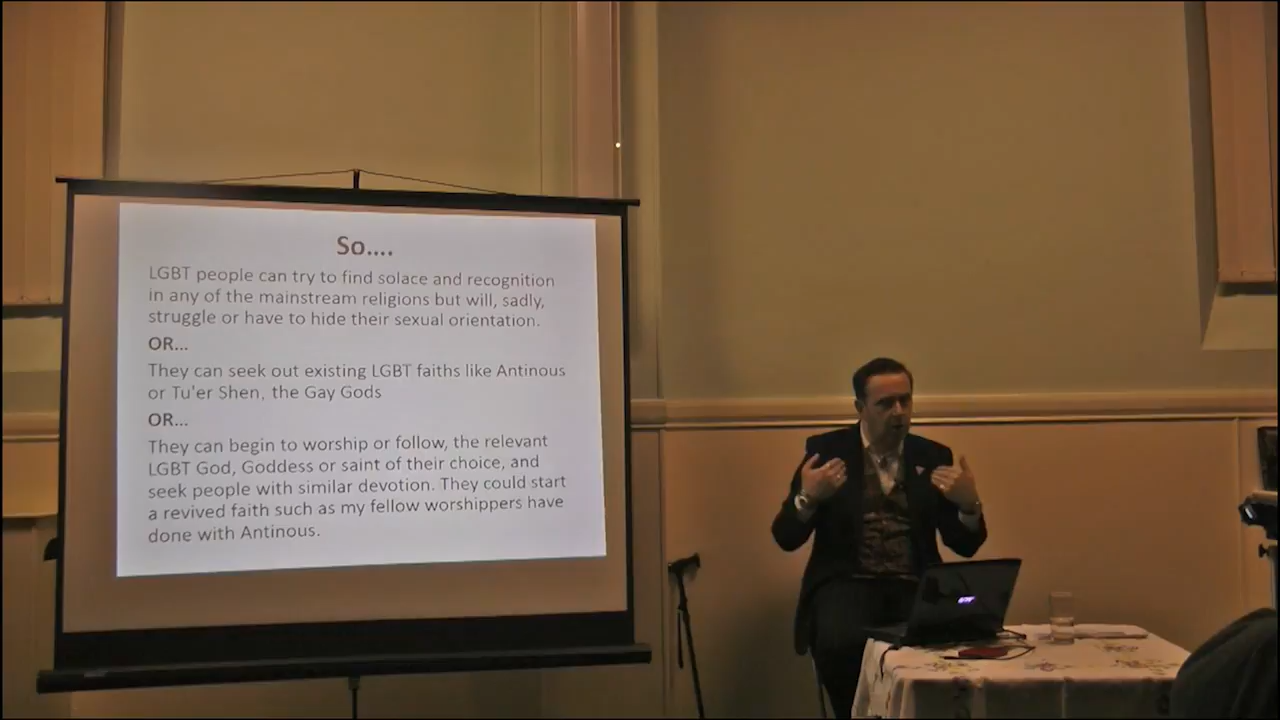 So....
LGBT people can try to find solace and recognition
in any of the mainstream religions but will, sadly,
struggle or have to hide their sexual orientation.
OR...
They can seek out existing LGBT faiths like Antinous
or Tu'er Shen, the Gay Gods
OR...
They can begin to worship or follow, the relevant
LGBT God, Goddess or saint of their choice, and
seek people with similar devotion. They could start
a revived faith such as my fellow worshippers have
done with Antinous.